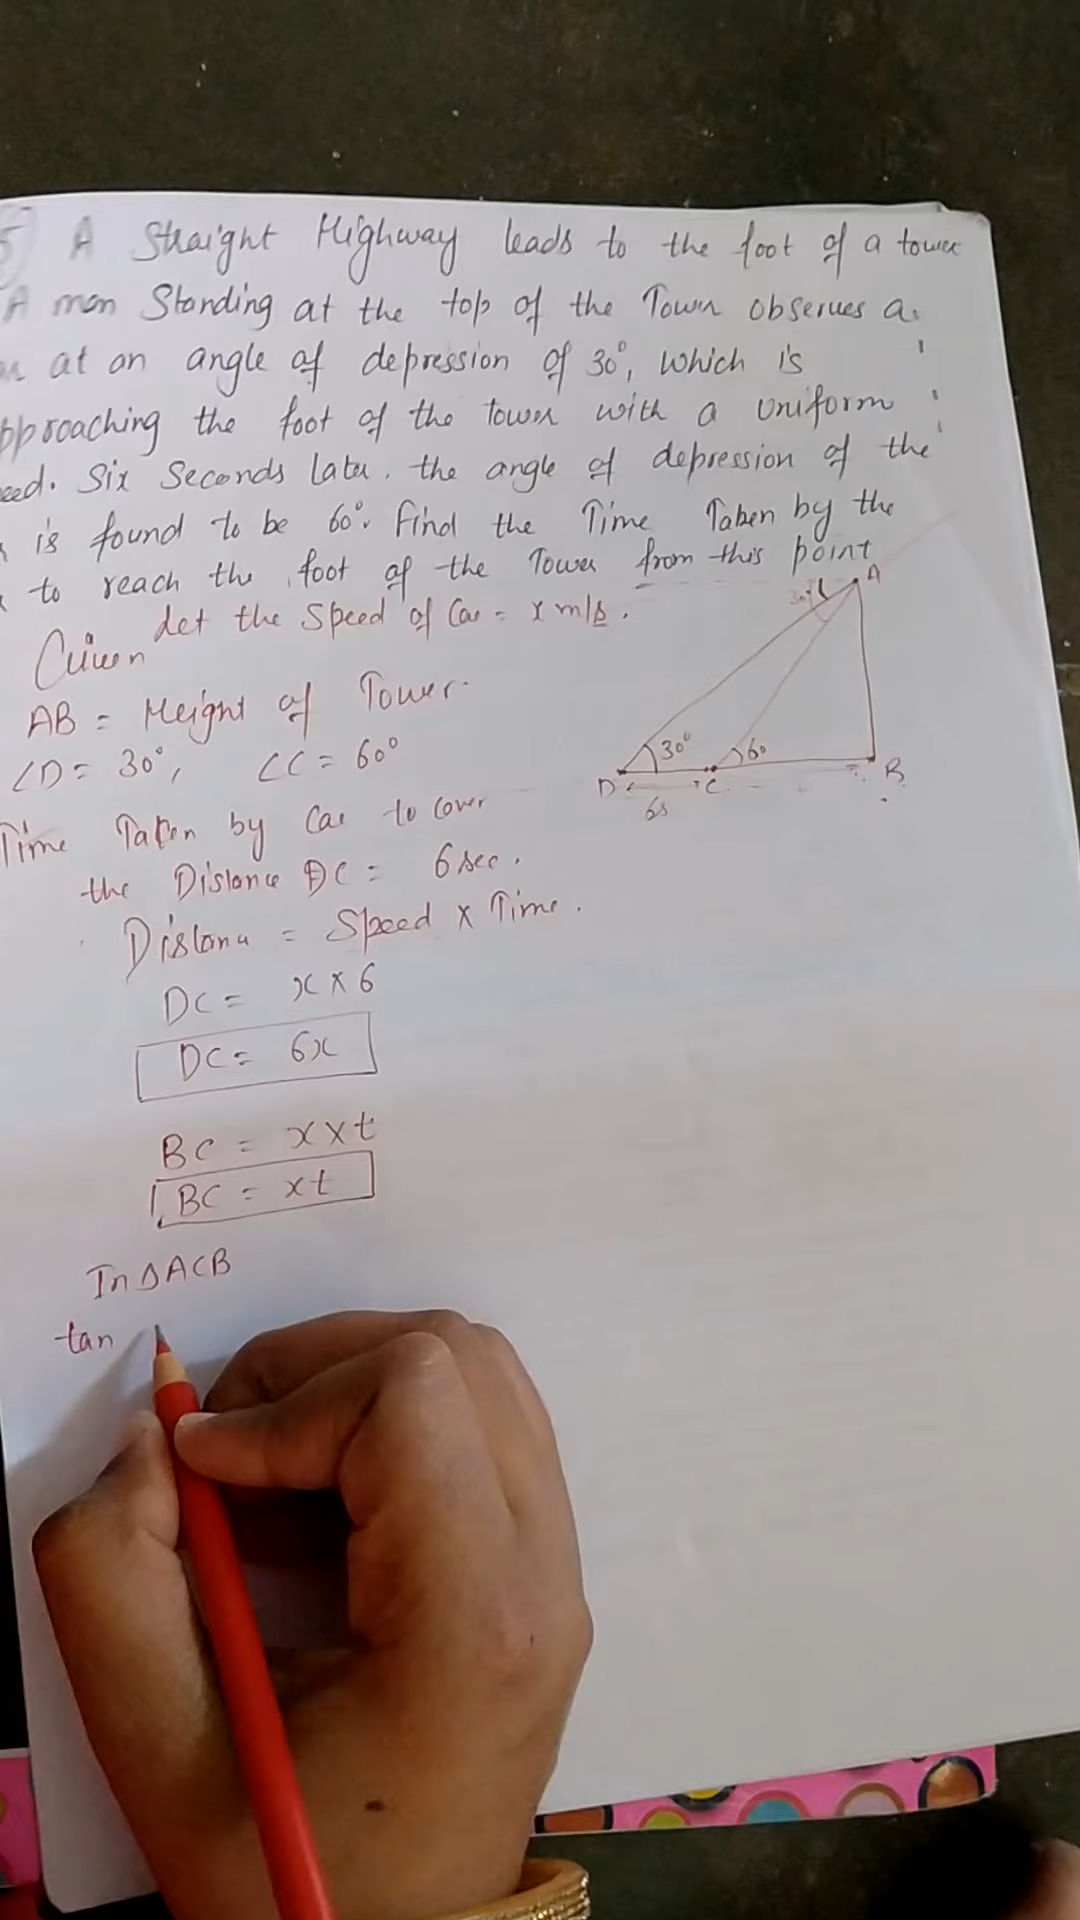 5) A Straight Highway leads to the foot of a tower
A man Standing at the top of the Tower observes a
at an angle of depression of 30°, which is
pproaching the foot of the tower with a Uniform
eed. Six Seconds later, the angle of depression of the
is found to be 60°. Find the Time Taken by the
to reach the foot of the Tower from this point
Given Let the Speed of Car = x m/s.
AB = Height of Tower.
∠D = 30°, ∠C = 60°
Time Taken by Car to cover
the Distance DC = 6 sec.
Distance = Speed x Time.
DC = x x 6
DC = 6x
BC = x x t
BC = xt
In △ACB
tan
A
30°
30°
60
D
C
B
6s